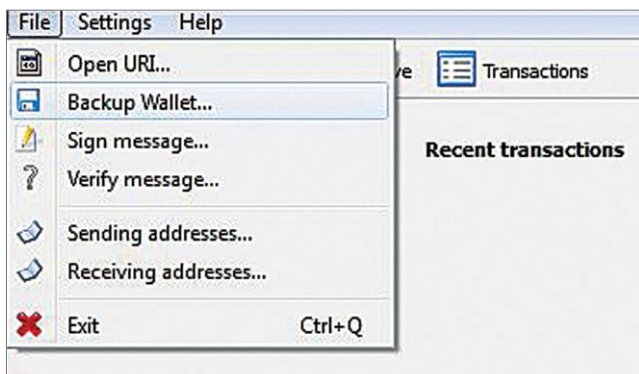 File Settings Help
Open URI...
ve Transactions
Backup Wallet...
Sign message...
Recent transactions
Verify message...
Sending addresses...
Receiving addresses...
Exit Ctrl+Q